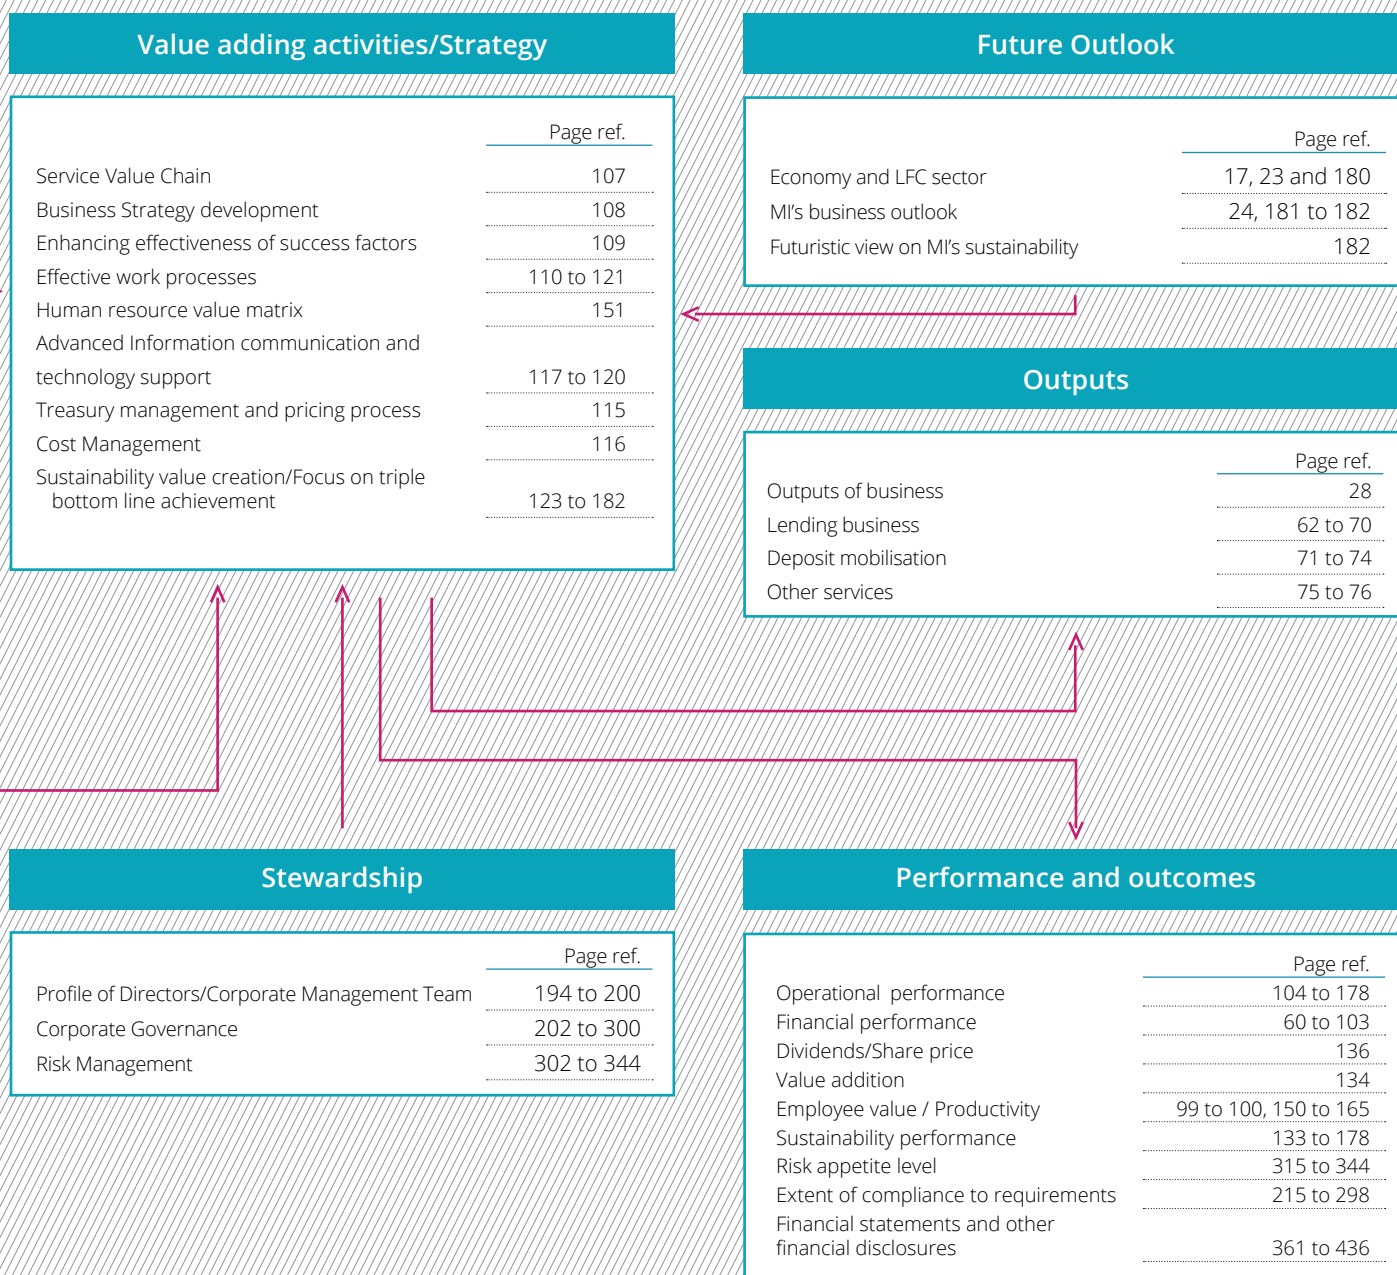 Value adding activities/Strategy
Page ref.
Service Value Chain 107
Business Strategy development 108
Enhancing effectiveness of success factors 109
Effective work processes 110 to 121
Human resource value matrix 151
Advanced Information communication and
technology support 117 to 120
Treasury management and pricing process 115
Cost Management 116
Sustainability value creation/Focus on triple
bottom line achievement 123 to 182
Future Outlook
Page ref.
Economy and LFC sector 17, 23 and 180
MI's business outlook 24, 181 to 182
Futuristic view on MI's sustainability 182
Outputs
Page ref.
Outputs of business 28
Lending business 62 to 70
Deposit mobilisation 71 to 74
Other services 75 to 76
Stewardship
Page ref.
Profile of Directors/Corporate Management Team 194 to 200
Corporate Governance 202 to 300
Risk Management 302 to 344
Performance and outcomes
Page ref.
Operational performance 104 to 178
Financial performance 60 to 103
Dividends/Share price 136
Value addition 134
Employee value / Productivity 99 to 100, 150 to 165
Sustainability performance 133 to 178
Risk appetite level 315 to 344
Extent of compliance to requirements 215 to 298
Financial statements and other
financial disclosures 361 to 436